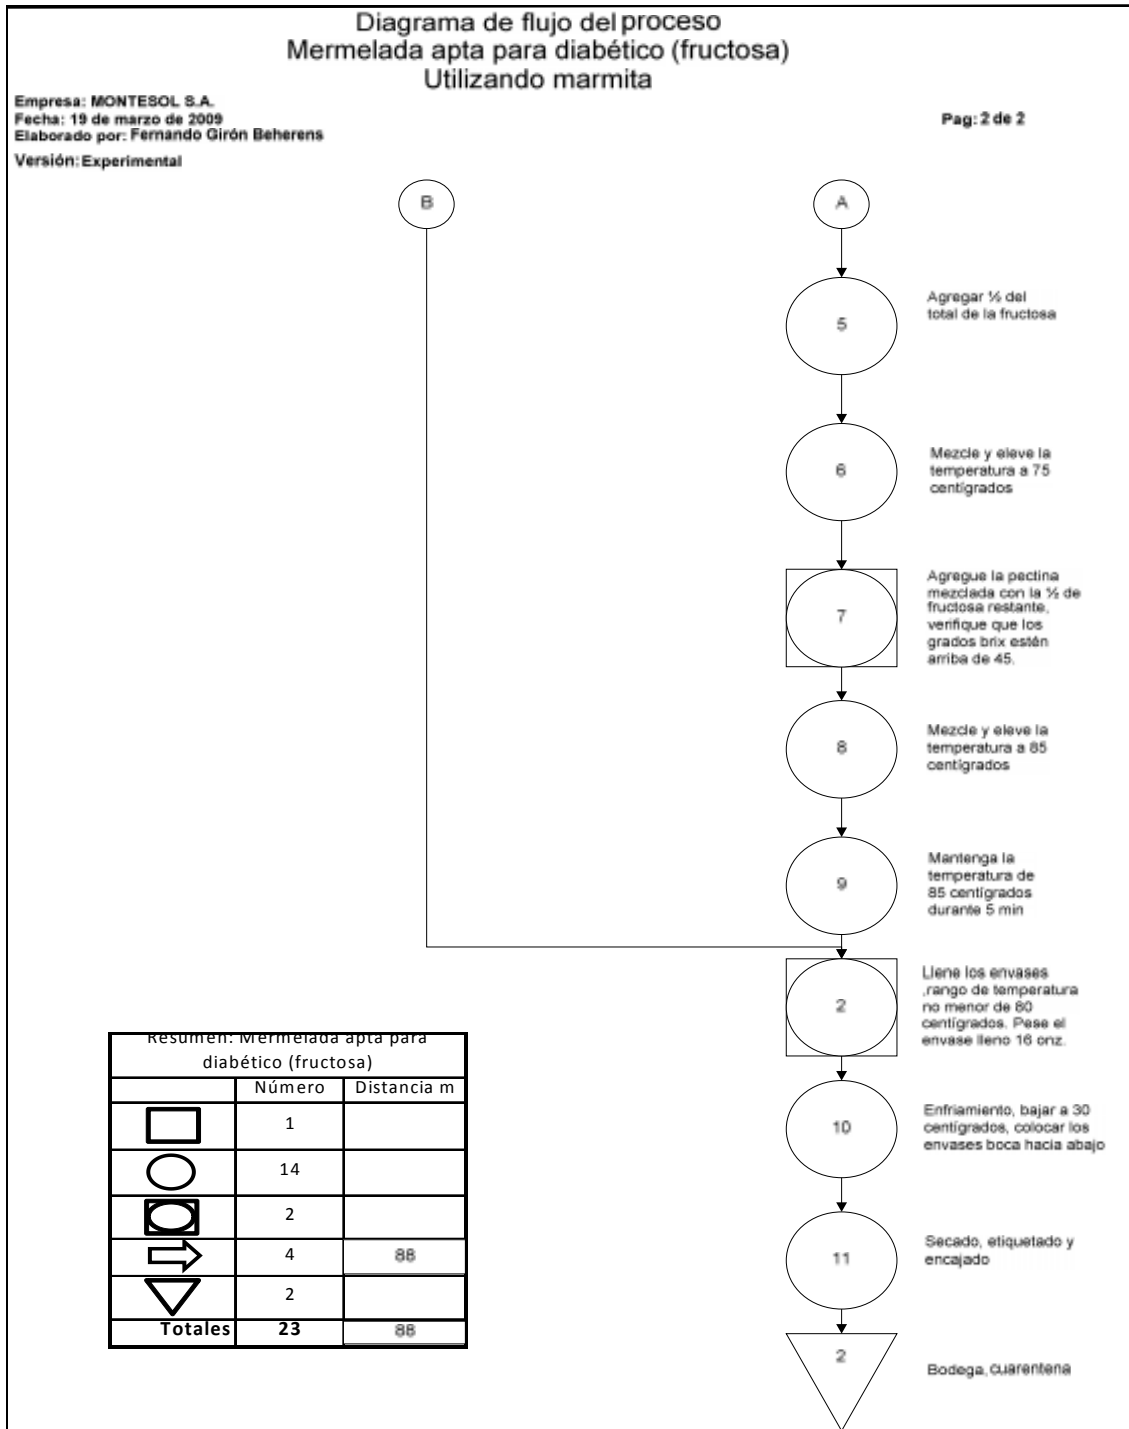 Diagrama de flujo del proceso
Mermelada apta para diabético (fructosa)
Utilizando marmita
Empresa: MONTESOL S.A.
Fecha: 19 de marzo de 2009
Elaborado por: Fernando Girón Beherens
Versión: Experimental
Pag: 2 de 2
B
A
5
Agregar ½ del
total de la fructosa
6
Mezcle y eleve la
temperatura a 75
centígrados
7
Agregue la pectina
mezclada con la ½ de
fructosa restante,
verifique que los
grados brix estén
arriba de 45.
8
Mezcle y eleve la
temperatura a 85
centígrados
9
Mantenga la
temperatura de
85 centígrados
durante 5 min
2
Llene los envases
,rango de temperatura
no menor de 80
centígrados. Pese el
envase lleno 16 onz.
10
Enfriamiento, bajar a 30
centígrados, colocar los
envases boca hacia abajo
11
Secado, etiquetado y
encajado
2
Bodega, cuarentena
Resumen: Mermelada apta para
diabético (fructosa)
Número Distancia m
1
14
2
4 88
2
Totales 23 88